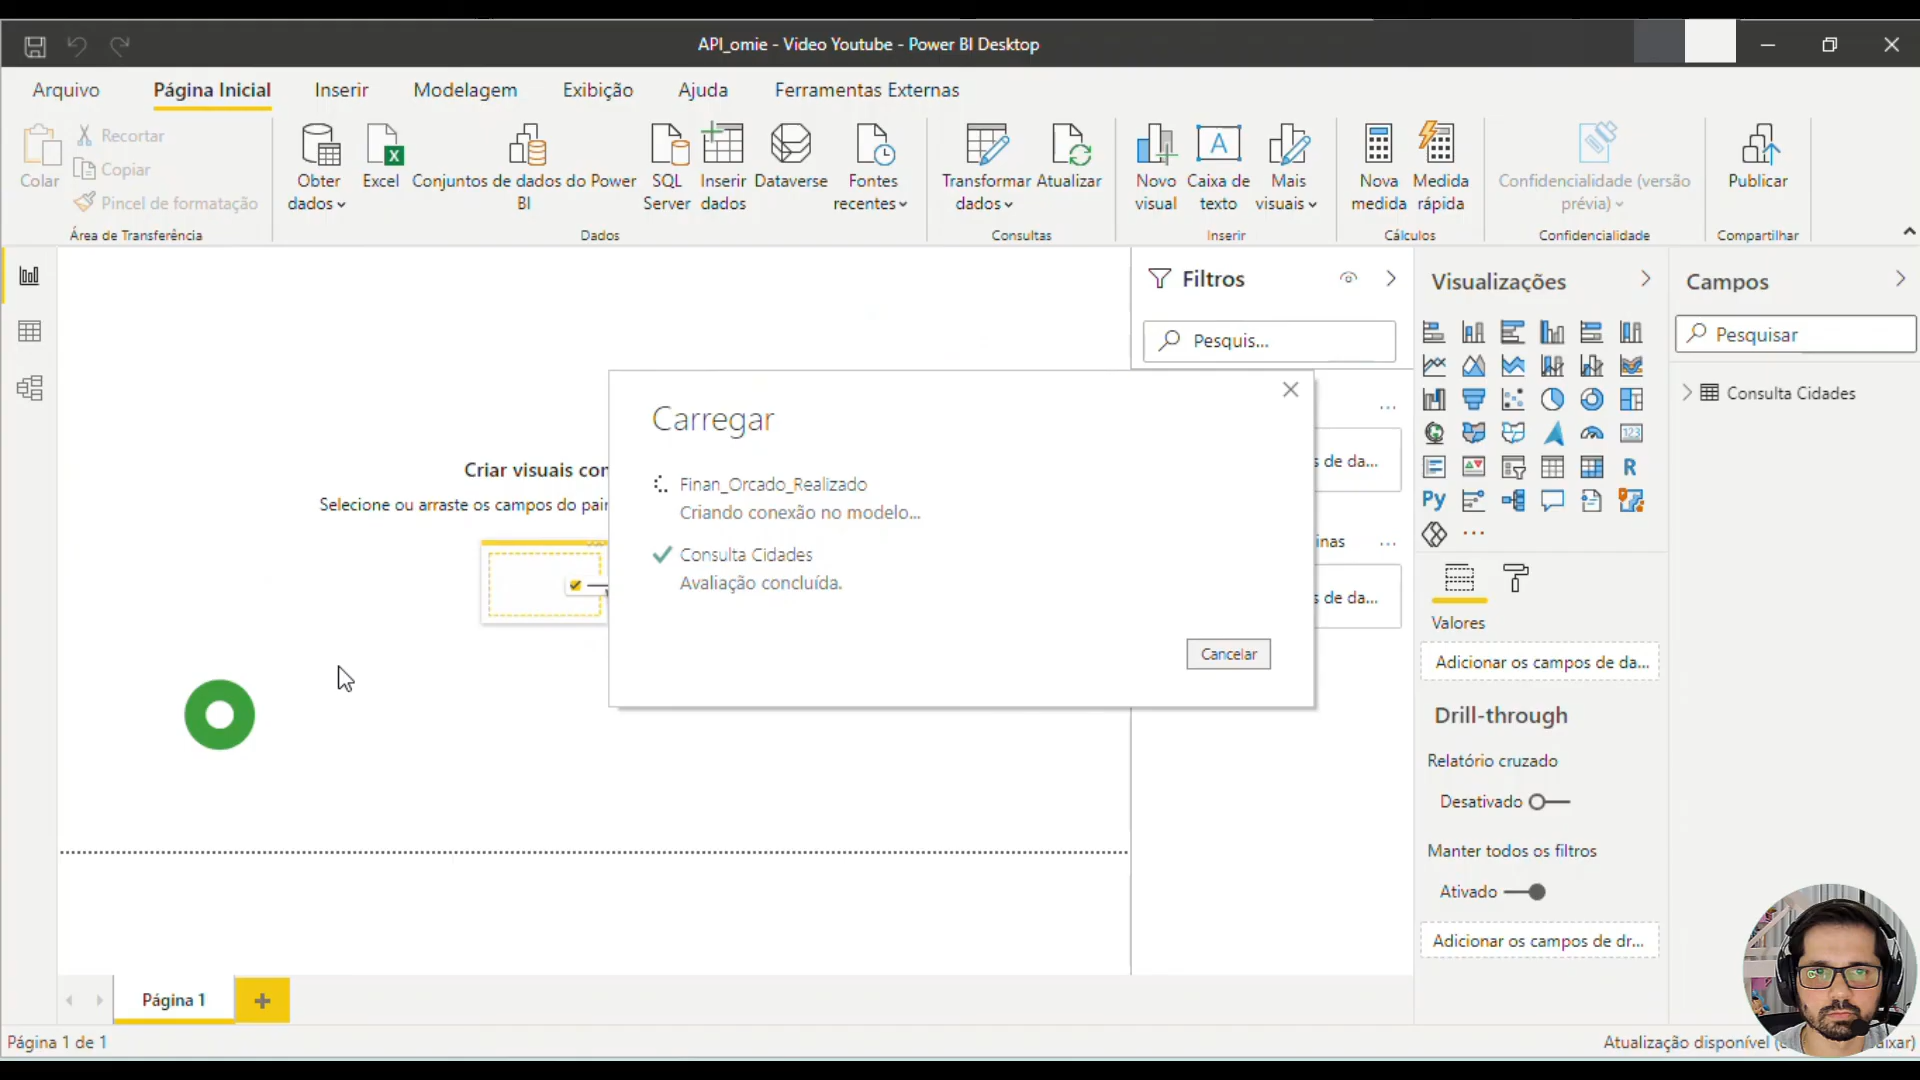 API_omie - Video Youtube - Power BI Desktop
Arquivo
Página Inicial
Inserir
Modelagem
Exibição
Ajuda
Ferramentas Externas
Colar
Recortar
Copiar
Pincel de formatação
Área de Transferência
Obter
dados
Excel
Conjuntos de dados do Power
BI
SQL
Server
Inserir
dados
Dataverse
Fontes
recentes
Dados
Transformar
dados
Atualizar
Consultas
Novo
visual
Caixa de
texto
Mais
visuais
Inserir
Nova
medida
Medida
rápida
Cálculos
Confidencialidade (versão
prévia)
Confidencialidade
Publicar
Compartilhar
Criar visuais con
Selecione ou arraste os campos do pain
Carregar
Finan_Orcado_Realizado
Criando conexão no modelo...
Consulta Cidades
Avaliação concluída.
Cancelar
Filtros
Pesquis...
...
s de da...
inas
...
s de da...
Visualizações
123
R
Py
...
Valores
Adicionar os campos de da...
Drill-through
Relatório cruzado
Desativado
Manter todos os filtros
Ativado
Adicionar os campos de dr...
Campos
Pesquisar
Consulta Cidades
Página 1
+
Página 1 de 1
Atualização disponível (c
aixar)